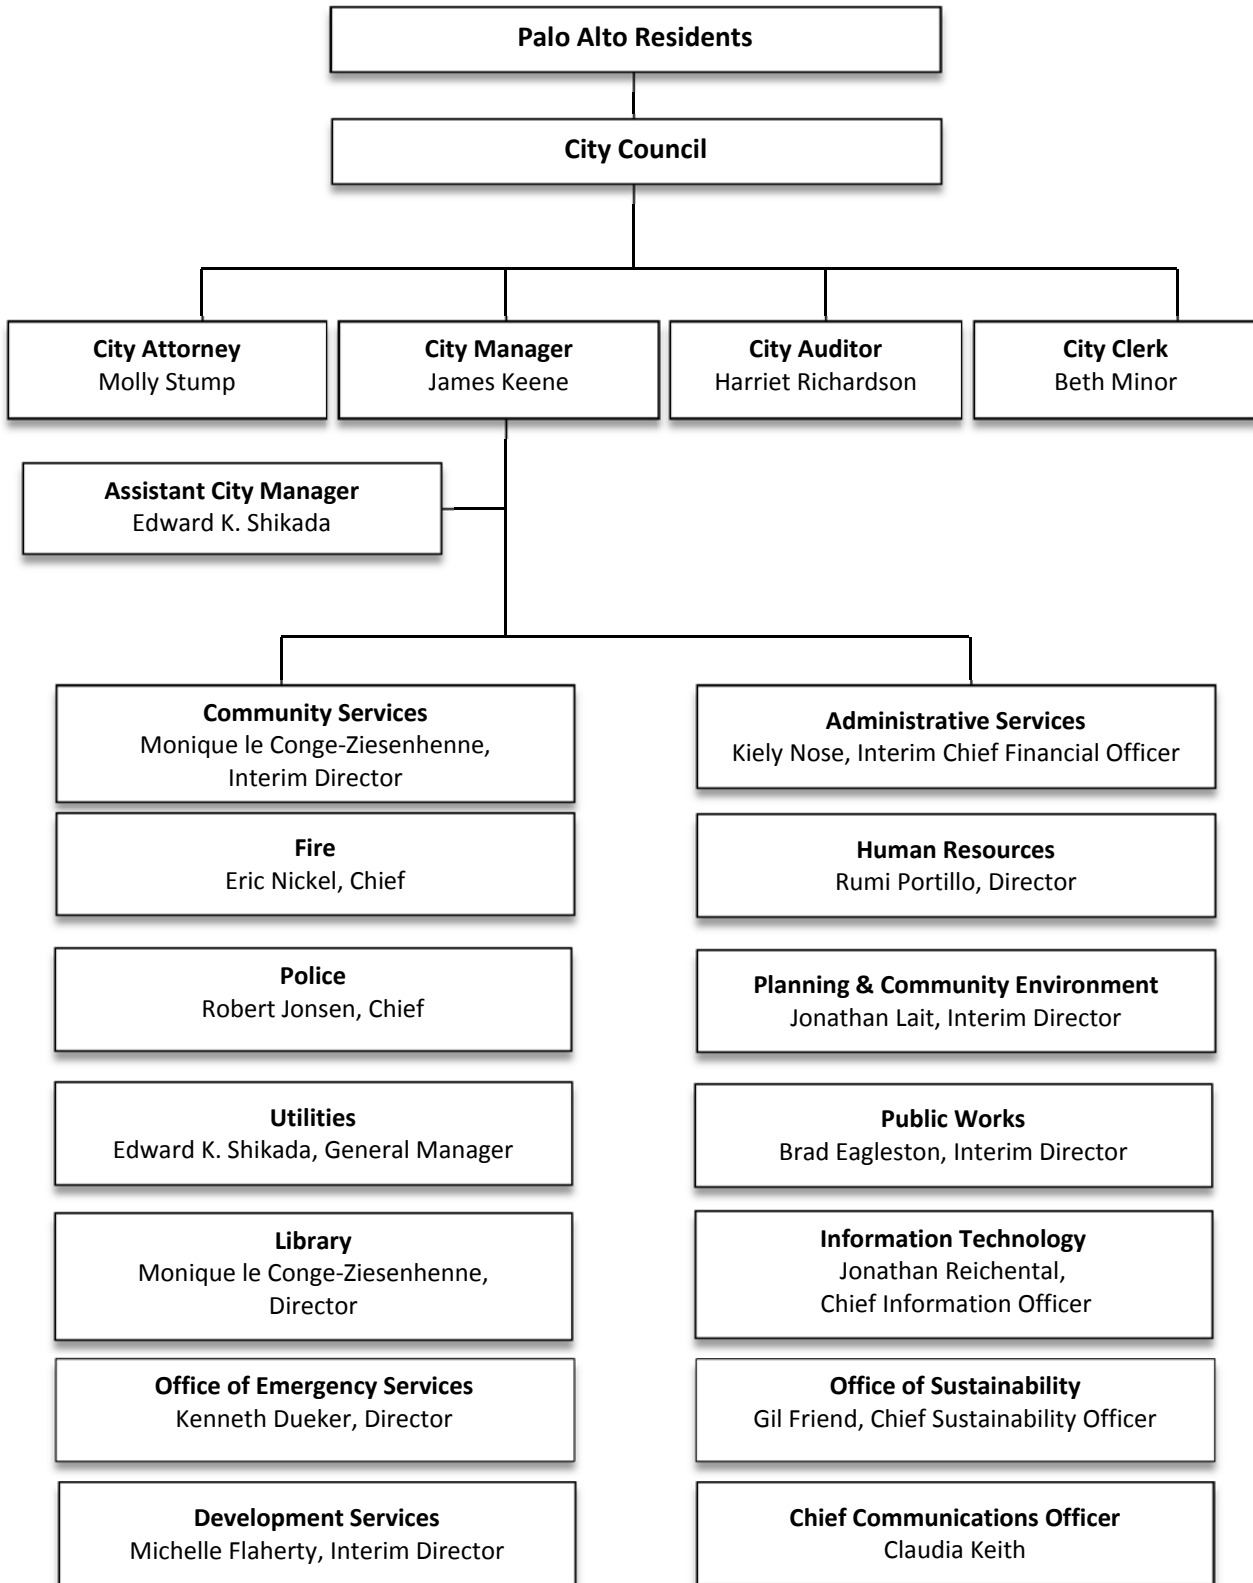 Palo Alto Residents
City Council
City Attorney
Molly Stump
City Manager
James Keene
City Auditor
Harriet Richardson
City Clerk
Beth Minor
Assistant City Manager
Edward K. Shikada
Community Services
Monique le Conge-Ziesenhenne,
Interim Director
Fire
Eric Nickel, Chief
Police
Robert Jonsen, Chief
Utilities
Edward K. Shikada, General Manager
Library
Monique le Conge-Ziesenhenne,
Director
Office of Emergency Services
Kenneth Dueker, Director
Development Services
Michelle Flaherty, Interim Director
Administrative Services
Kiely Nose, Interim Chief Financial Officer
Human Resources
Rumi Portillo, Director
Planning & Community Environment
Jonathan Lait, Interim Director
Public Works
Brad Eagleston, Interim Director
Information Technology
Jonathan Reichental,
Chief Information Officer
Office of Sustainability
Gil Friend, Chief Sustainability Officer
Chief Communications Officer
Claudia Keith